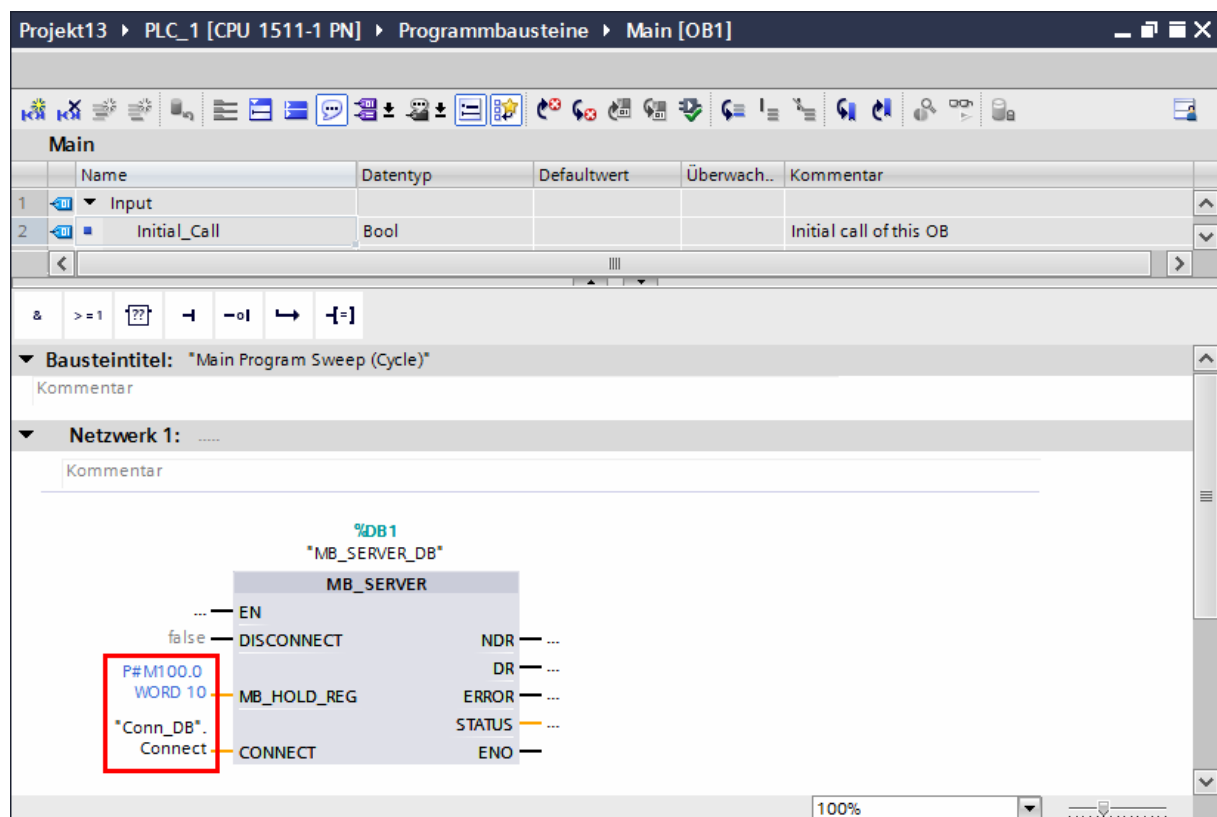 Projekt13 ▸ PLC_1 [CPU 1511-1 PN] ▸ Programmbausteine ▸ Main [OB1]
Main
Name Datentyp Defaultwert Überwach.. Kommentar
1 Input
2 Initial_Call Bool Initial call of this OB
& >=1 ??
Bausteintitel: "Main Program Sweep (Cycle)"
Kommentar
Netzwerk 1: .....
Kommentar
%DB1
"MB_SERVER_DB"
MB_SERVER
... EN
false DISCONNECT NDR ...
P#M100.0 DR ...
WORD 10 MB_HOLD_REG ERROR ...
"Conn_DB". STATUS ...
Connect CONNECT ENO
100%